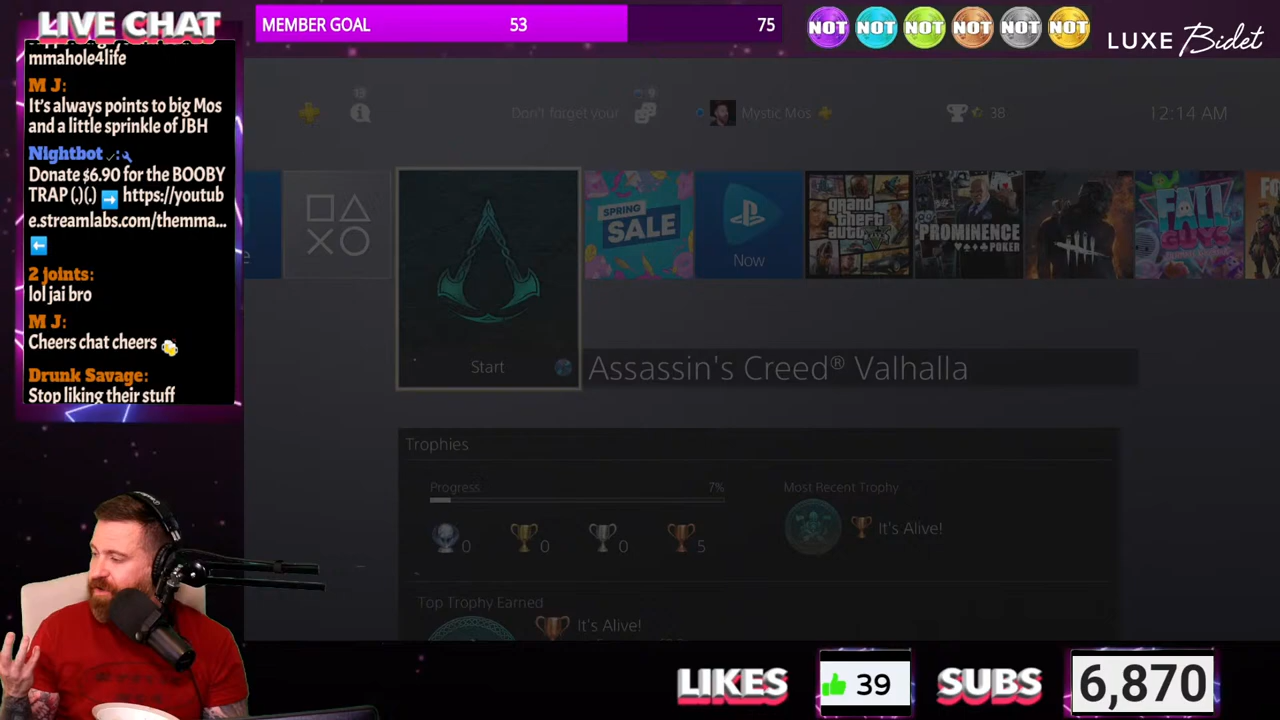 LIVE CHAT
mmahole4life
M J:
It's always points to big Mos
and a little sprinkle of JBH
Nightbot
Donate $6.90 for the BOOBY
TRAP (.)(.) ➡ https://youtub
e.streamlabs.com/themma...
⬅
2 joints:
lol jai bro
M J:
Cheers chat cheers 🍻
Drunk Savage:
Stop liking their stuff
MEMBER GOAL 53 75
NOT NOT NOT NOT NOT NOT
LUXE Bidet
Don't forget your
Mystic Mos
38
12:14 AM
SPRING
SALE
Now
grand
theft
auto
PROMINENCE
POKER
FALL
GUYS
Start
Assassin's Creed® Valhalla
Trophies
Progress 7%
0 0 0 5
Most Recent Trophy
It's Alive!
Top Trophy Earned
It's Alive!
LIKES 39 SUBS 6,870